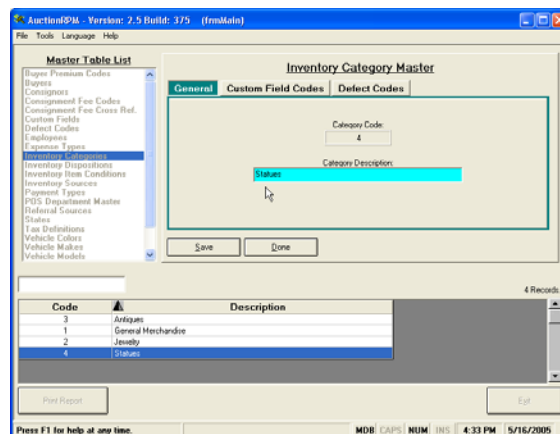 AuctionRPM - Version: 2.5 Build: 375 (frmMain)
File Tools Language Help
Master Table List
Buyer Premium Codes
Buyers
Consignors
Consignment Fee Codes
Consignment Fee Cross Ref.
Custom Fields
Defect Codes
Employees
Expense Types
Inventory Categories
Inventory Dispositions
Inventory Item Conditions
Inventory Sources
Payment Types
POS Department Master
Referral Sources
States
Tax Definitions
Vehicle Colors
Vehicle Makes
Vehicle Models
Inventory Category Master
General Custom Field Codes Defect Codes
Category Code:
4
Category Description:
Statues
Save Done
4 Records
Code Description
3 Antiques
1 General Merchandise
2 Jewelry
4 Statues
Print Report Exit
Press F1 for help at any time. MDB CAPS NUM INS 4:33 PM 5/16/2005